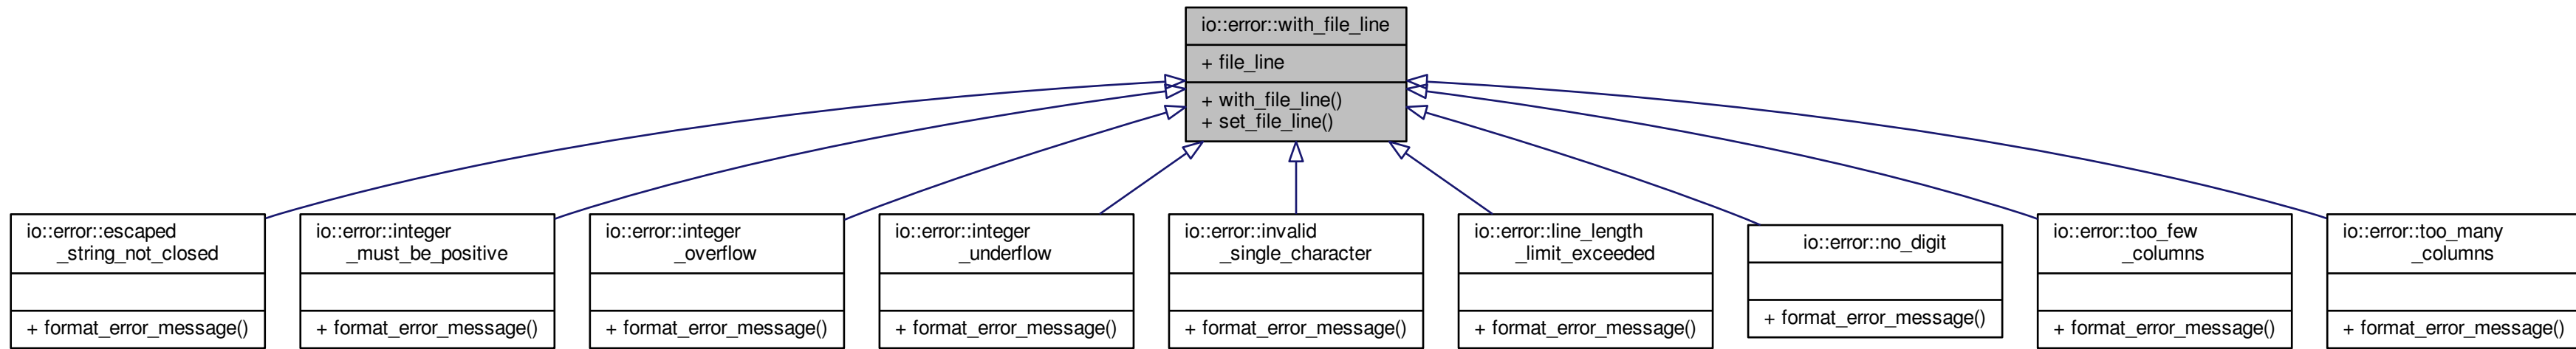 io::error::with_file_line
+ file_line
+ with_file_line()
+ set_file_line()
io::error::escaped
_string_not_closed
+ format_error_message()
io::error::integer
_must_be_positive
+ format_error_message()
io::error::integer
_overflow
+ format_error_message()
io::error::integer
_underflow
+ format_error_message()
io::error::invalid
_single_character
+ format_error_message()
io::error::line_length
_limit_exceeded
+ format_error_message()
io::error::no_digit
+ format_error_message()
io::error::too_few
_columns
+ format_error_message()
io::error::too_many
_columns
+ format_error_message()